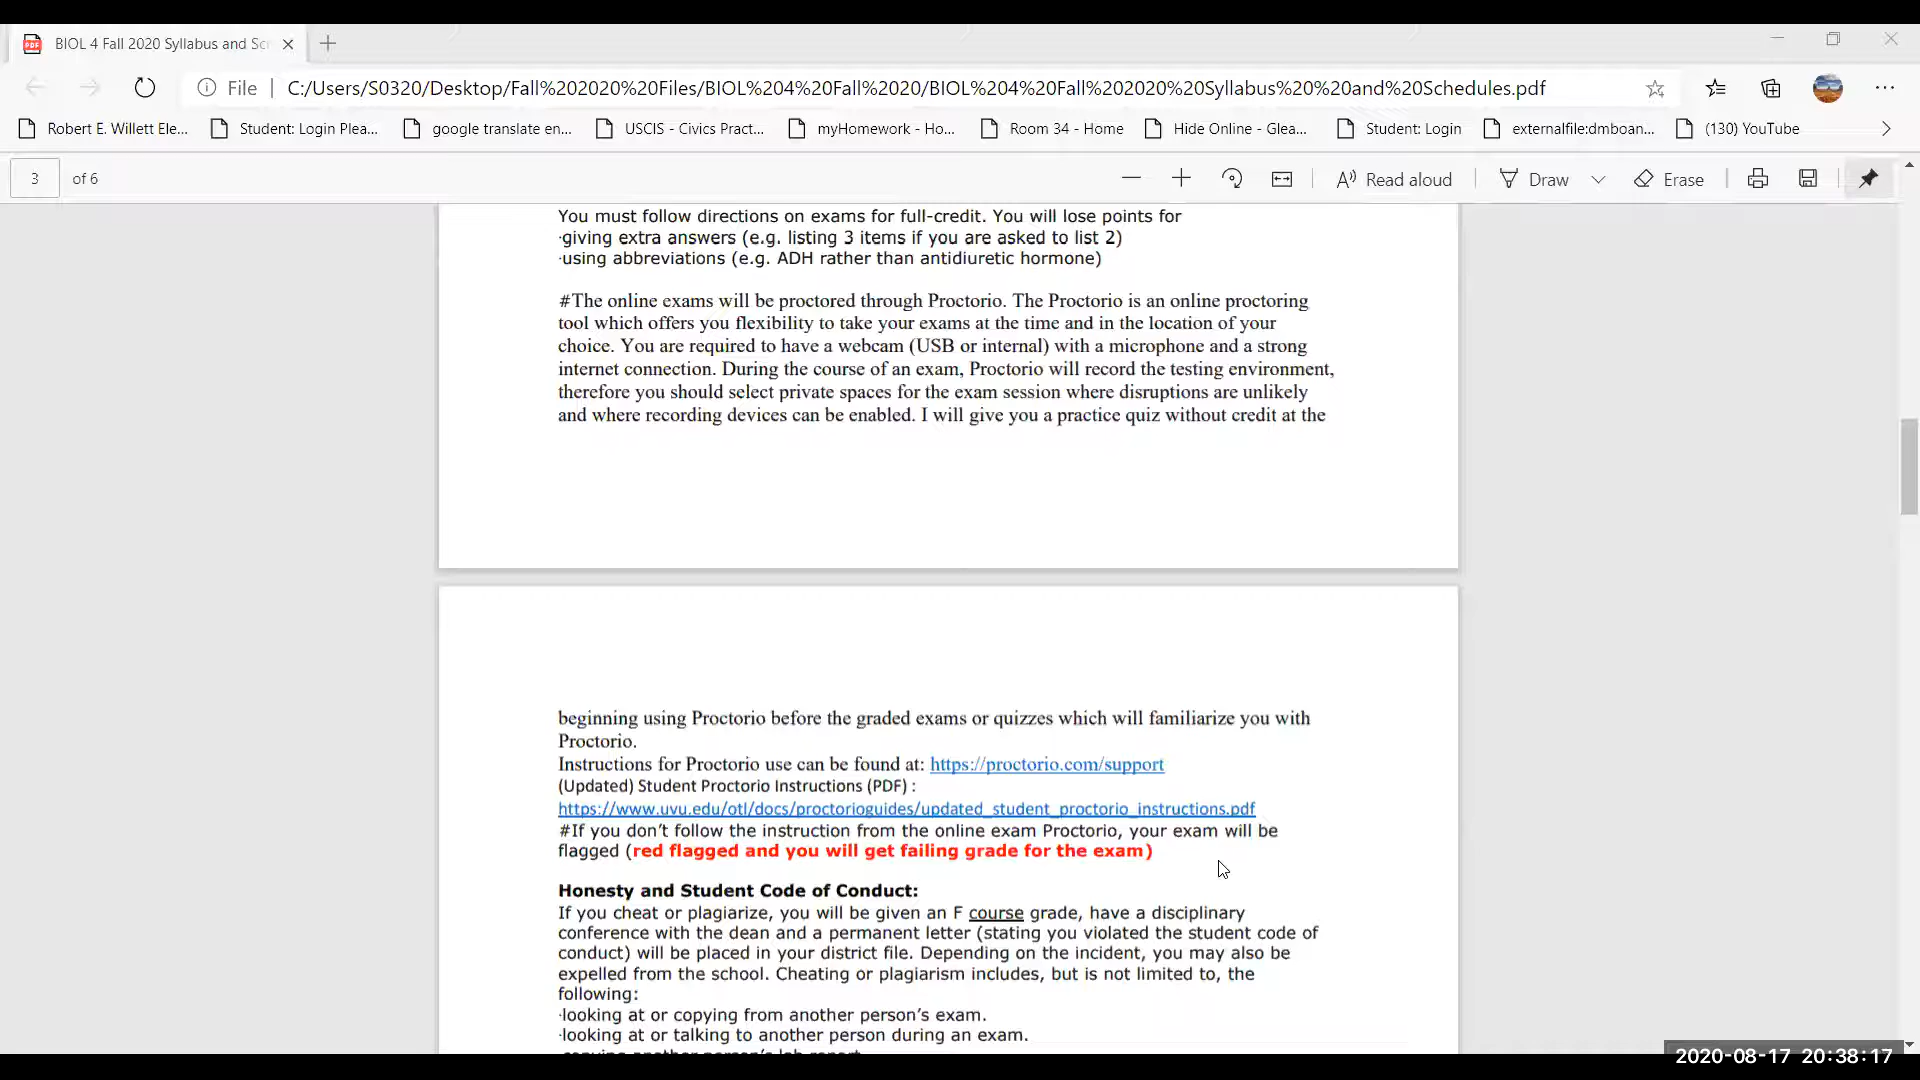 BIOL 4 Fall 2020 Syllabus and Sc
File | C:/Users/S0320/Desktop/Fall%202020%20Files/BIOL%204%20Fall%2020/BIOL%204%20Fall%202020%20Syllabus%20%20and%20Schedules.pdf
Robert E. Willett Ele... Student: Login Plea... google translate en... USCIS - Civics Pract... myHomework - Ho... Room 34 - Home Hide Online - Glea... Student: Login externalfile:dmboan... (130) YouTube
3 of 6 Read aloud Draw Erase
You must follow directions on exams for full-credit. You will lose points for
·giving extra answers (e.g. listing 3 items if you are asked to list 2)
·using abbreviations (e.g. ADH rather than antidiuretic hormone)
#The online exams will be proctored through Proctorio. The Proctorio is an online proctoring
tool which offers you flexibility to take your exams at the time and in the location of your
choice. You are required to have a webcam (USB or internal) with a microphone and a strong
internet connection. During the course of an exam, Proctorio will record the testing environment,
therefore you should select private spaces for the exam session where disruptions are unlikely
and where recording devices can be enabled. I will give you a practice quiz without credit at the
beginning using Proctorio before the graded exams or quizzes which will familiarize you with
Proctorio.
Instructions for Proctorio use can be found at: https://proctorio.com/support
(Updated) Student Proctorio Instructions (PDF) :
https://www.uvu.edu/otl/docs/proctorioguides/updated_student_proctorio_instructions.pdf
#If you don't follow the instruction from the online exam Proctorio, your exam will be
flagged (red flagged and you will get failing grade for the exam)
Honesty and Student Code of Conduct:
If you cheat or plagiarize, you will be given an F course grade, have a disciplinary
conference with the dean and a permanent letter (stating you violated the student code of
conduct) will be placed in your district file. Depending on the incident, you may also be
expelled from the school. Cheating or plagiarism includes, but is not limited to, the
following:
·looking at or copying from another person's exam.
·looking at or talking to another person during an exam.
·copying another person's lab report
2020-08-17 20:38:17